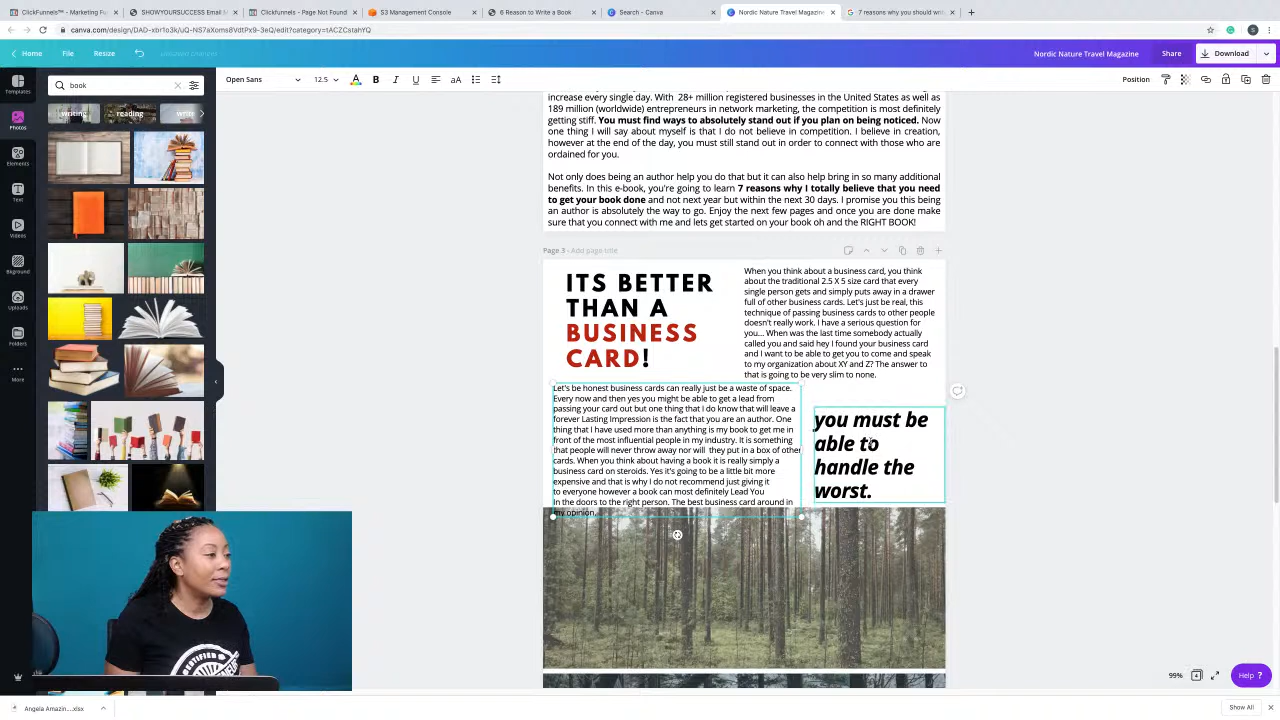 ClickFunnels™ - Marketing Fu
SHOWYOURSUCCESS Email M
Clickfunnels - Page Not Found
S3 Management Console
6 Reason to Write a Book
Search - Canva
Nordic Nature Travel Magazine
7 reasons why you should writ
Home
File
Resize
Unsaved changes
Nordic Nature Travel Magazine
Share
Download
book
Open Sans
12.5
Position
Templates
Photos
Elements
Text
Videos
Bkground
Uploads
Folders
More
writing
reading
write
increase every single day. With 28+ million registered businesses in the United States as well as
189 million (worldwide) entrepreneurs in network marketing, the competition is most definitely
getting stiff. You must find ways to absolutely stand out if you plan on being noticed. Now
one thing I will say about myself is that I do not believe in competition. I believe in creation,
however at the end of the day, you must still stand out in order to connect with those who are
ordained for you.
Not only does being an author help you do that but it can also help bring in so many additional
benefits. In this e-book, you're going to learn 7 reasons why I totally believe that you need
to get your book done and not next year but within the next 30 days. I promise you this being
an author is absolutely the way to go. Enjoy the next few pages and once you are done make
sure that you connect with me and lets get started on your book oh and the RIGHT BOOK!
Page 3 - Add page title
ITS BETTER
THAN A
BUSINESS
CARD!
When you think about a business card, you think
about the traditional 2.5 X 5 size card that every
single person gets and simply puts away in a drawer
full of other business cards. Let's just be real, this
technique of passing business cards to other people
doesn't really work. I have a serious question for
you... When was the last time somebody actually
called you and said hey I found your business card
and I want to be able to get you to come and speak
to my organization about XY and Z? The answer to
that is going to be very slim to none.
Let's be honest business cards can really just be a waste of space.
Every now and then yes you might be able to get a lead from
passing your card out but one thing that I do know that will leave a
forever Lasting Impression is the fact that you are an author. One
thing that I have used more than anything is my book to get me in
front of the most influential people in my industry. It is something
that people will never throw away nor will they put in a box of other
cards. When you think about having a book it is really simply a
business card on steroids. Yes it's going to be a little bit more
expensive and that is why I do not recommend just giving it
to everyone however a book can most definitely Lead You
In the doors to the right person. The best business card around in
my opinion.
you must be
able to
handle the
worst.
99%
Help ?
Angela Amazin....xlsx
Show All